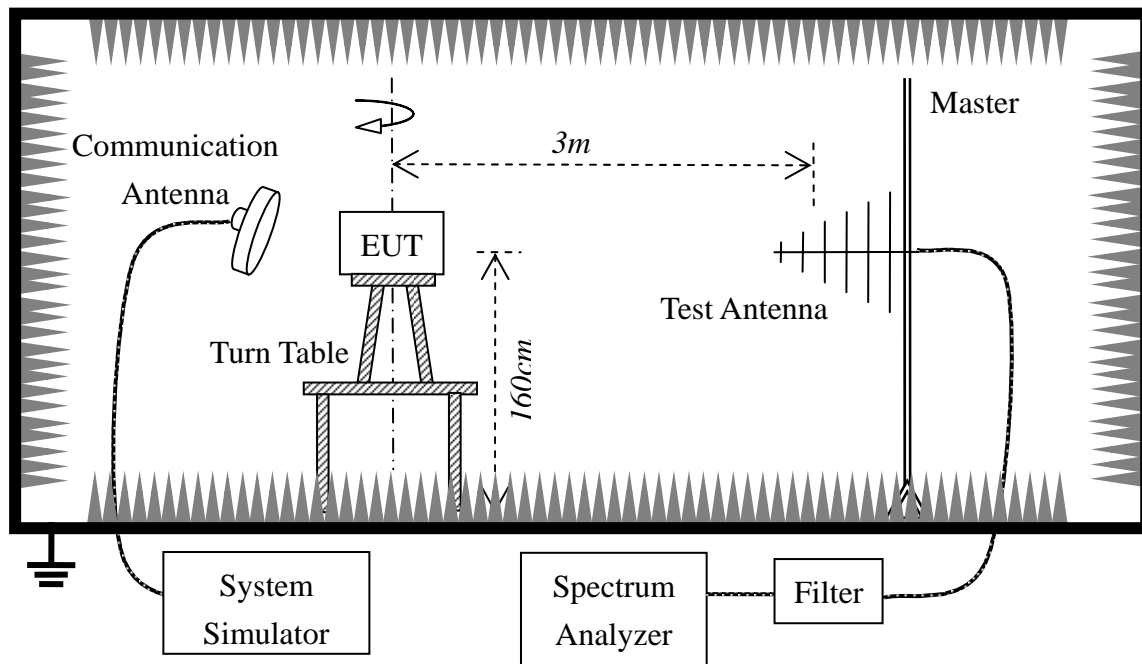 Master
3m
Communication
Antenna
EUT
Test Antenna
Turn Table
160cm
System
Simulator
Spectrum
Analyzer
Filter